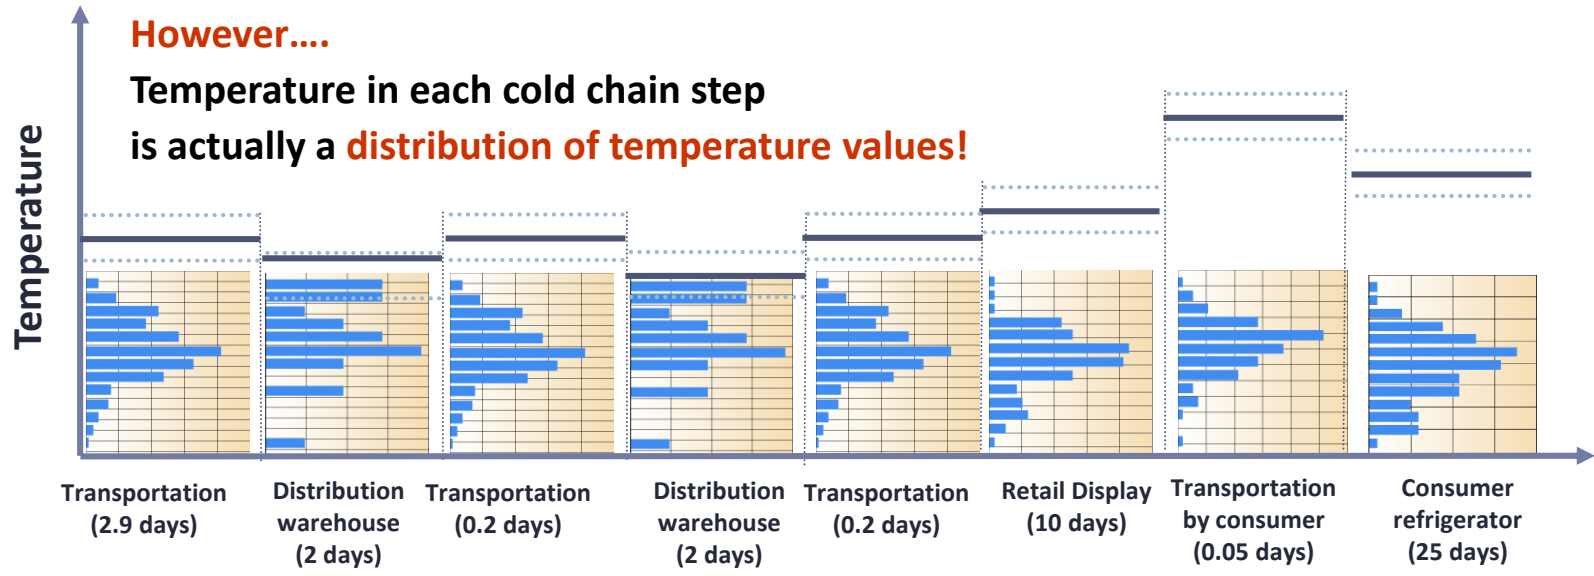 However....
Temperature in each cold chain step
is actually a distribution of temperature values!
Temperature
Transportation
(2.9 days)
Distribution
warehouse
(2 days)
Transportation
(0.2 days)
Distribution
warehouse
(2 days)
Transportation
(0.2 days)
Retail Display
(10 days)
Transportation
by consumer
(0.05 days)
Consumer
refrigerator
(25 days)